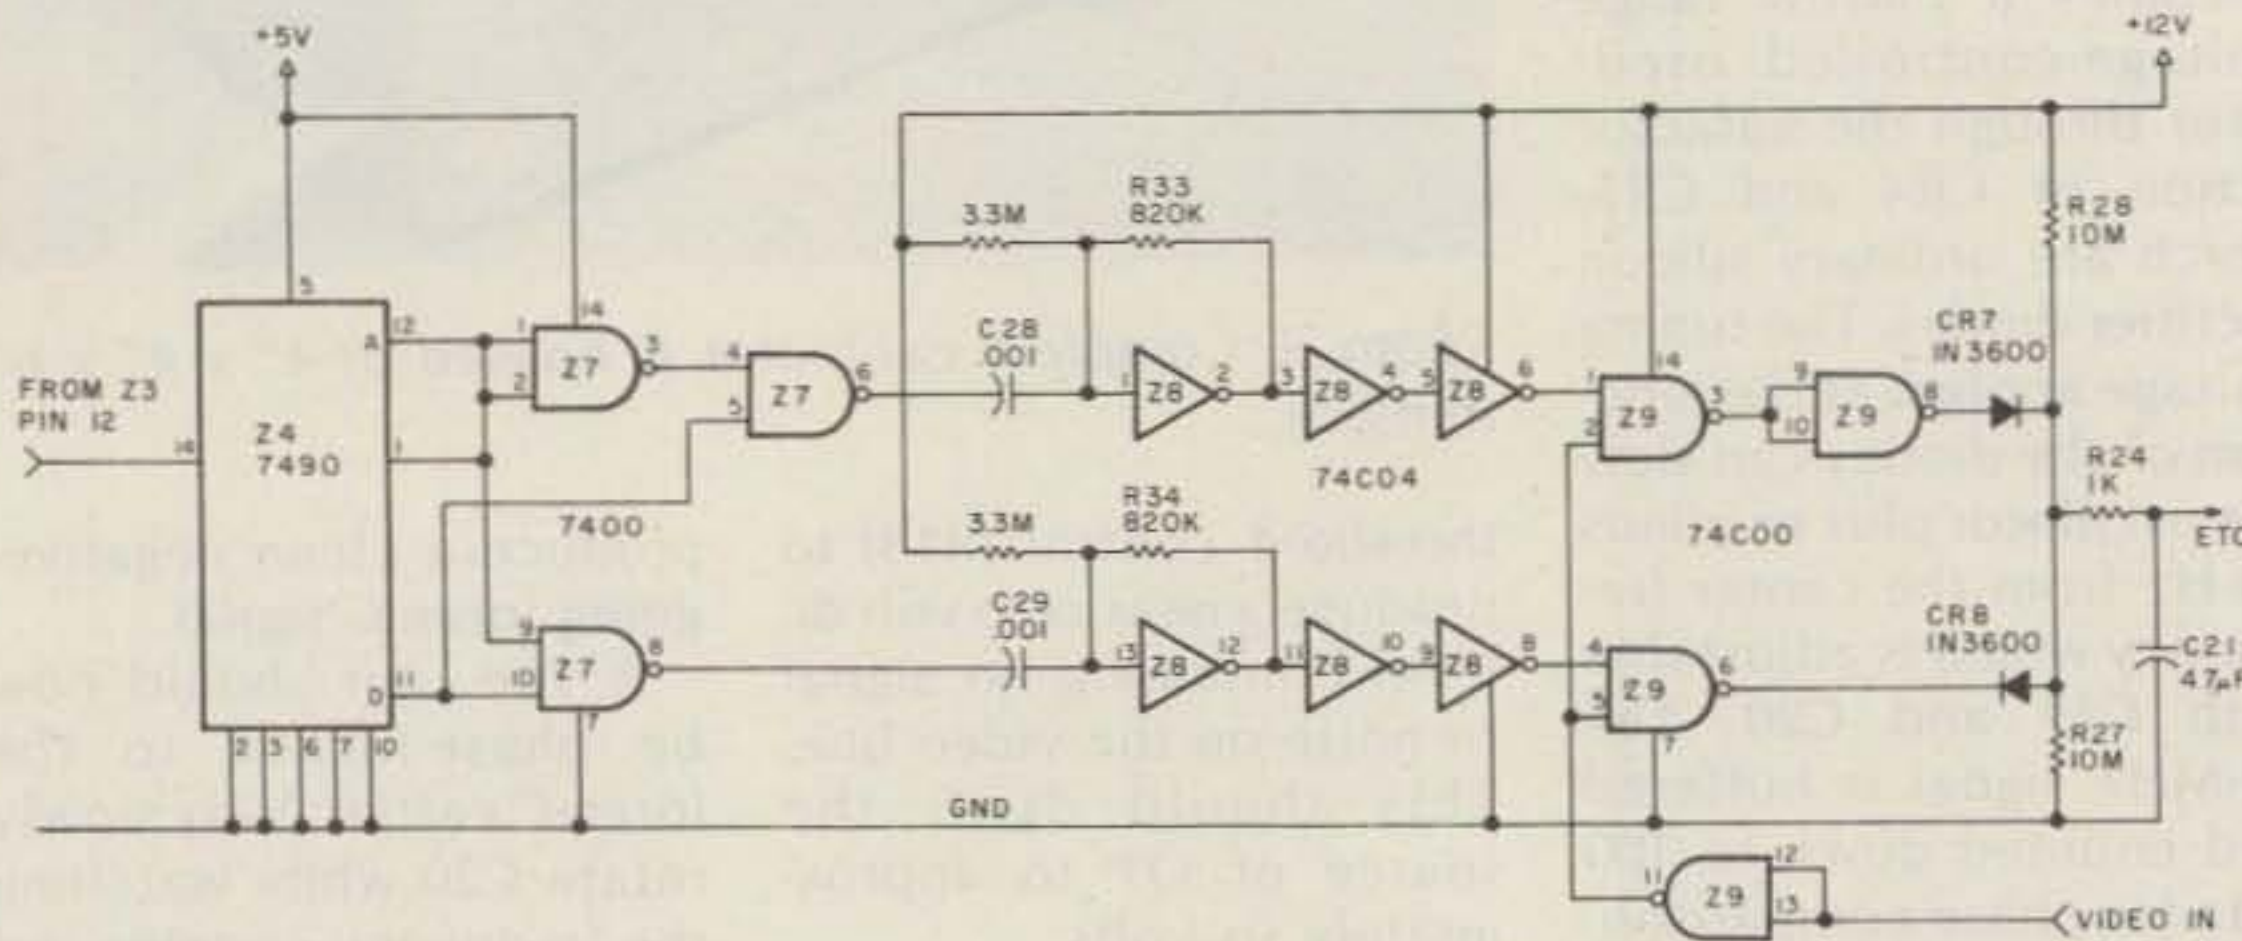 +5V
+12V
R33
820K
3.3M
R28
10M
5
14
C28
.001
CR7
IN3600
A
12
1
3
4
6
1
2
3
4
5
6
1
14
3
9
8
2
Z7
Z7
Z8
Z8
Z8
Z9
10
Z9
FROM Z3
PIN 12
5
2
14
Z4
7490
1
74C04
R24
1K
R34
820K
7400
3.3M
74C00
ETC
C29
.001
CR8
IN3600
9
8
13
12
11
10
9
8
4
6
C21
47µF
D
11
10
Z7
Z8
Z8
Z8
5
Z9
7
7
R27
10M
2
3
6
7
10
GND
11
12
Z9
13
VIDEO IN